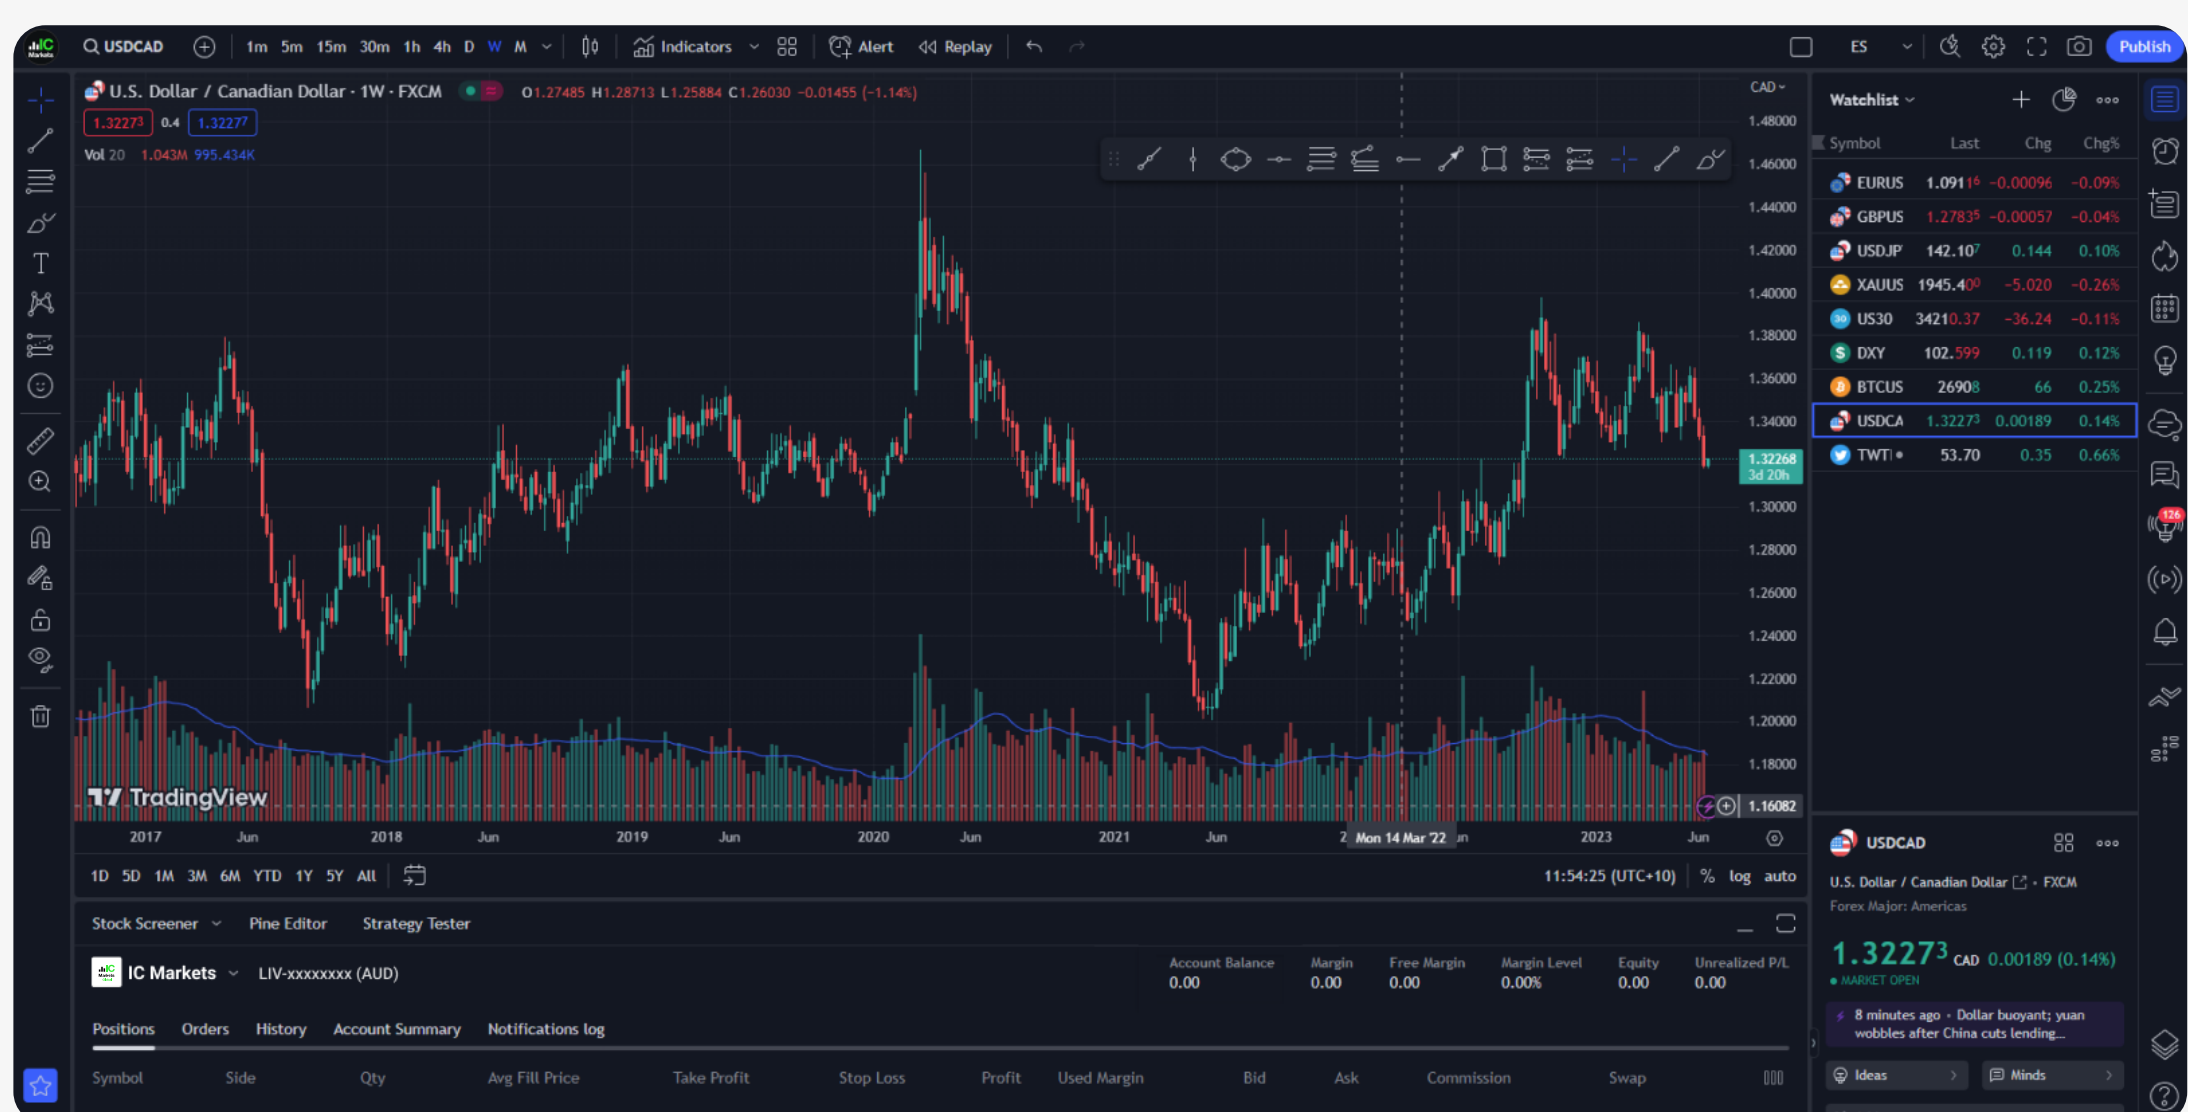 IC Markets USDCAD 1m 5m 15m 30m 1h 4h D W M Indicators Alert Replay ES Publish
U.S. Dollar / Canadian Dollar · 1W · FXCM O1.27485 H1.28713 L1.25884 C1.26030 −0.01455 (−1.14%)
1.32273 0.4 1.32277
Vol 20 1.043M 995.434K
CAD
1.48000
1.46000
1.44000
1.42000
1.40000
1.38000
1.36000
1.34000
1.32268
3d 20h
1.30000
1.28000
1.26000
1.24000
1.22000
1.20000
1.18000
1.16082
TradingView
2017 Jun 2018 Jun 2019 Jun 2020 Jun 2021 Jun 2 Mon 14 Mar '22 un 2023 Jun
1D 5D 1M 3M 6M YTD 1Y 5Y All 11:54:25 (UTC+10) % log auto
Stock Screener Pine Editor Strategy Tester
IC Markets LIV-xxxxxxxx (AUD)
Account Balance Margin Free Margin Margin Level Equity Unrealized P/L
0.00 0.00 0.00 0.00% 0.00 0.00
Positions Orders History Account Summary Notifications log
Symbol Side Qty Avg Fill Price Take Profit Stop Loss Profit Used Margin Bid Ask Commission Swap
Watchlist
Symbol Last Chg Chg%
EURUS 1.09116 −0.00096 −0.09%
GBPUS 1.27835 −0.00057 −0.04%
USDJP 142.107 0.144 0.10%
XAUUS 1945.400 −5.020 −0.26%
30 US30 34210.37 −36.24 −0.11%
$ DXY 102.599 0.119 0.12%
BTCUS 26908 66 0.25%
USDCA 1.32273 0.00189 0.14%
TWTI 53.70 0.35 0.66%
126
USDCAD
U.S. Dollar / Canadian Dollar · FXCM
Forex Major: Americas
1.32273 CAD 0.00189 (0.14%)
MARKET OPEN
8 minutes ago · Dollar buoyant; yuan
wobbles after China cuts lending...
Ideas Minds